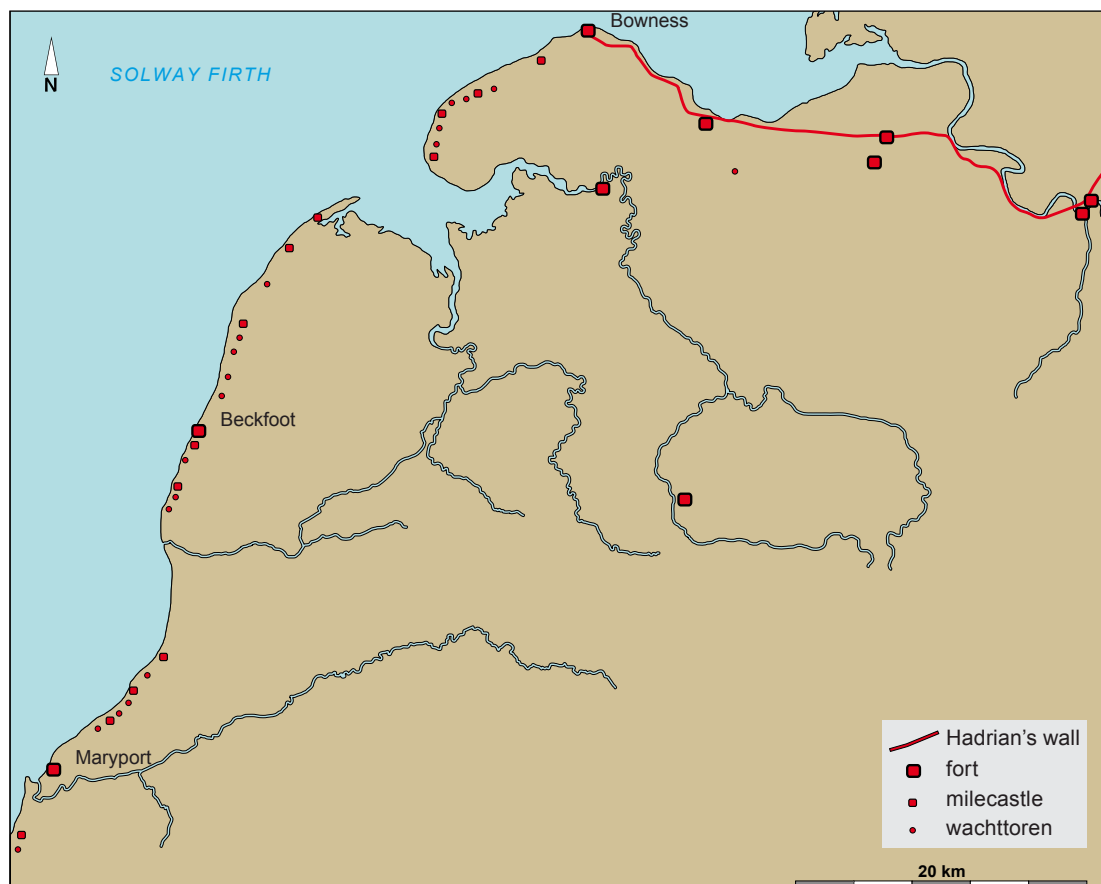 Bowness
SOLWAY FIRTH
N
Beckfoot
Maryport
Hadrian's wall
fort
milecastle
wachttoren
20 km